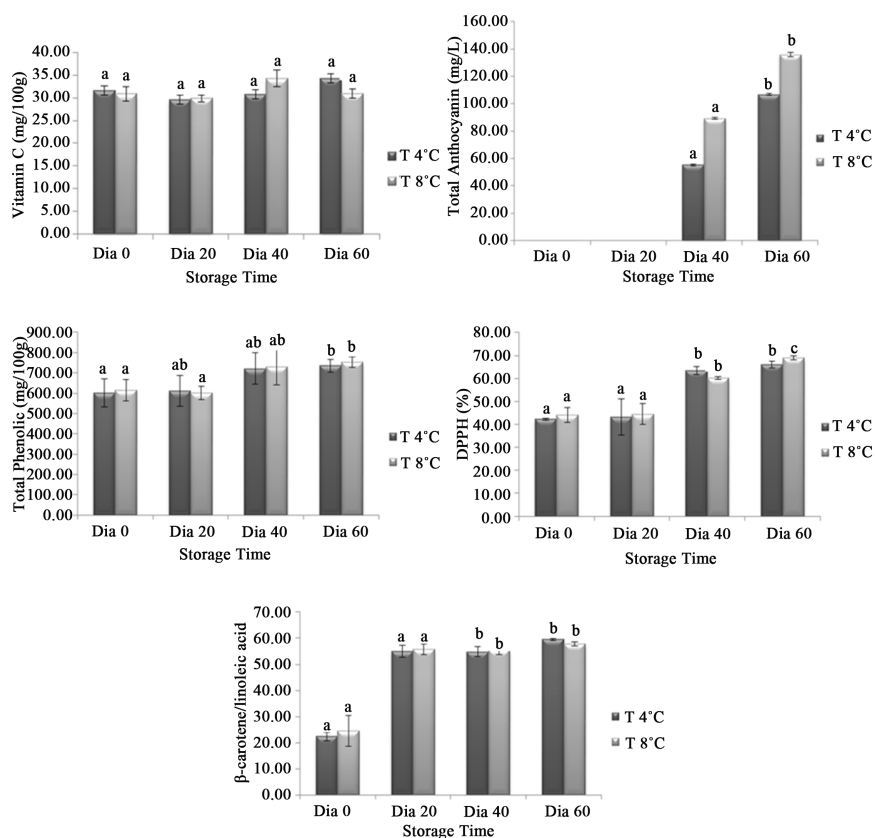 Vitamin C (mg/100g)
40.00
35.00
30.00
25.00
20.00
15.00
10.00
5.00
0.00
a a a a a a a a
Dia 0 Dia 20 Dia 40 Dia 60
Storage Time
T 4°C
T 8°C
Total Anthocyanin (mg/L)
160.00
140.00
120.00
100.00
80.00
60.00
40.00
20.00
0.00
a a b b
Dia 0 Dia 20 Dia 40 Dia 60
Storage Time
T 4°C
T 8°C
Total Phenolic (mg/100g)
900.00
800.00
700.00
600.00
500.00
400.00
300.00
200.00
100.00
0.00
a a ab a ab ab b b
Dia 0 Dia 20 Dia 40 Dia 60
Storage Time
T 4°C
T 8°C
DPPH (%)
80.00
70.00
60.00
50.00
40.00
30.00
20.00
10.00
0.00
a a a a b b b c
Dia 0 Dia 20 Dia 40 Dia 60
Storage Time
T 4°C
T 8°C
β-carotene/linoleic acid
70.00
60.00
50.00
40.00
30.00
20.00
10.00
0.00
a a a a b b b b
Dia 0 Dia 20 Dia 40 Dia 60
Storage Time
T 4°C
T 8°C